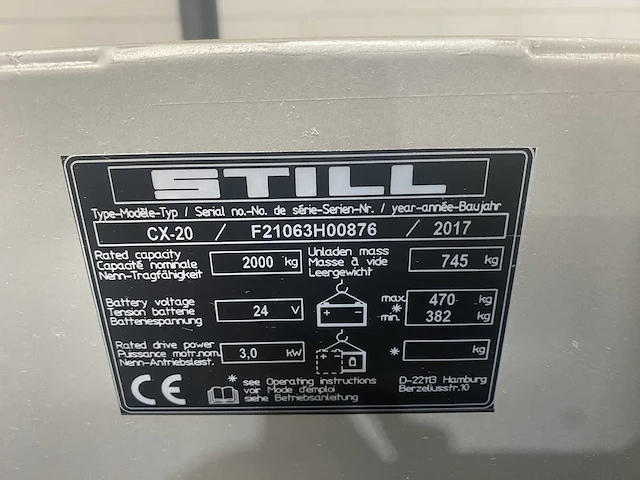 STILL
Type-Modèle-Typ / Serial no.-No. de série-Serien-Nr. / year-année-Baujahr
CX-20 / F21063H00876 / 2017
Rated capacity
Capacité nominale
Nenn-Tragfähigkeit
2000 kg
Unladen mass
Masse à vide
Leergewicht
745 kg
Battery voltage
Tension batterie
Batteriespannung
24 V
max. 470 kg
* min. 382 kg
Rated drive power
Puissance motr.nom.
Nenn-Antriebsleist.
3,0 kw
* kg
CE
* see Operating instructions
voir Mode d'emploi
siehe Betriebsanleitung
D-22113 Hamburg
Berzeliusstr.10